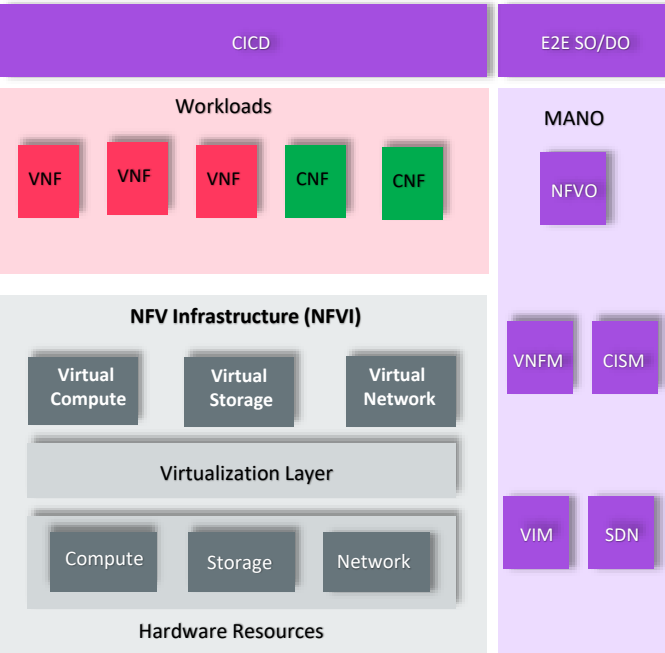 CICD
E2E SO/DO
Workloads
VNF
VNF
VNF
CNF
CNF
MANO
NFVO
VNFM
CISM
VIM
SDN
NFV Infrastructure (NFVI)
Virtual
Compute
Virtual
Storage
Virtual
Network
Virtualization Layer
Compute
Storage
Network
Hardware Resources